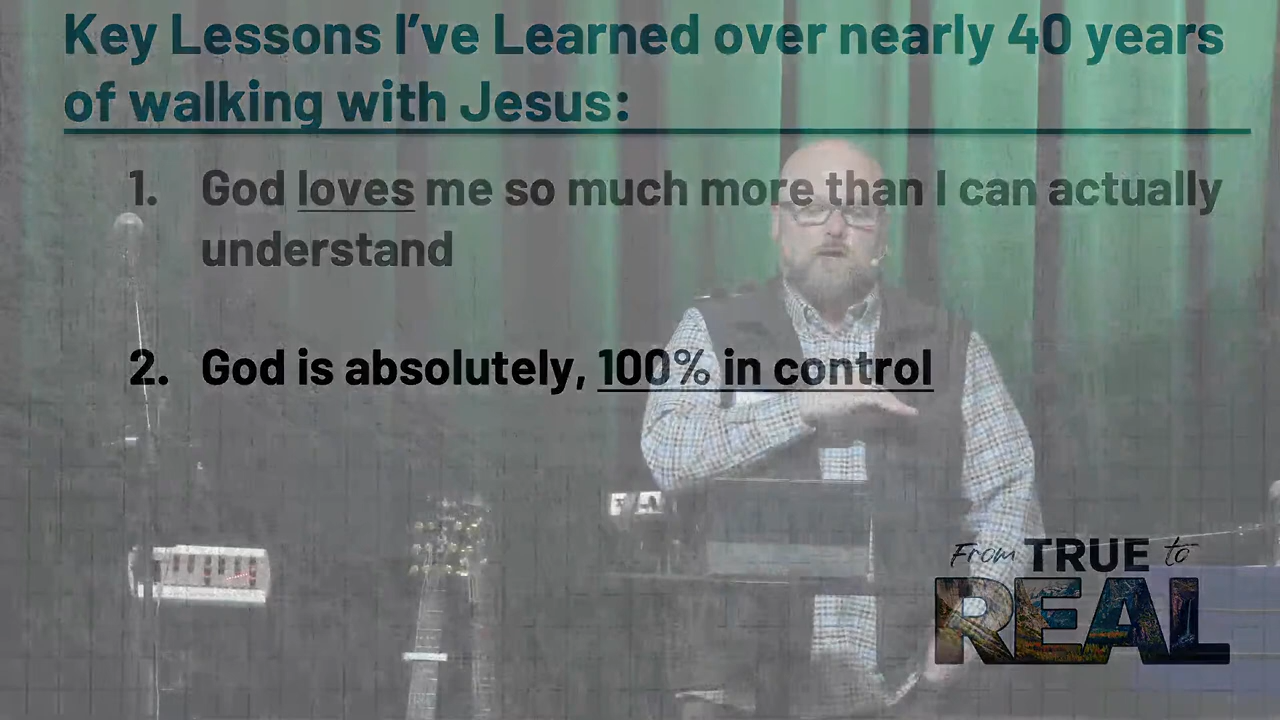 Key Lessons I've Learned over nearly 40 years
of walking with Jesus:
1. God loves me so much more than I can actually
understand
2. God is absolutely, 100% in control
From TRUE to
REAL